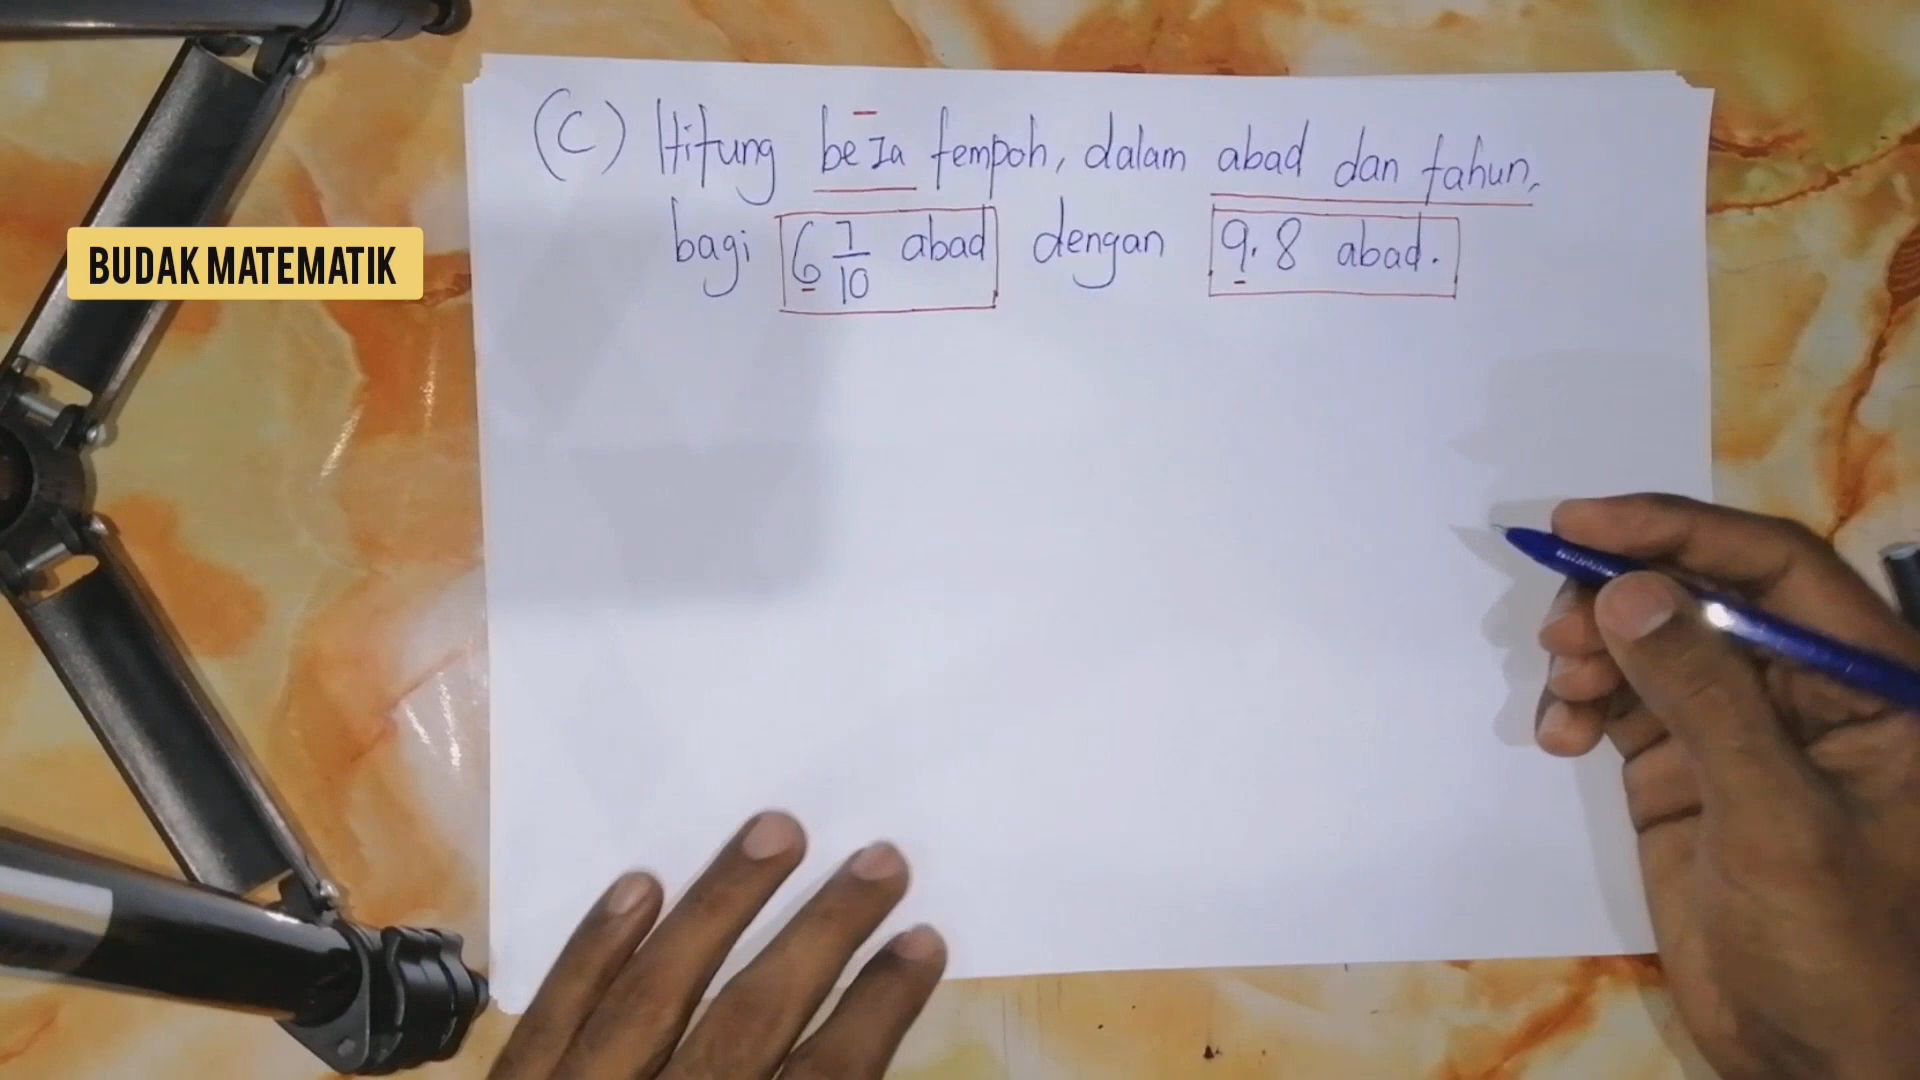 (C) Hitung beza tempoh, dalam abad dan tahun,
bagi 6 7/10 abad dengan 9.8 abad.
BUDAK MATEMATIK